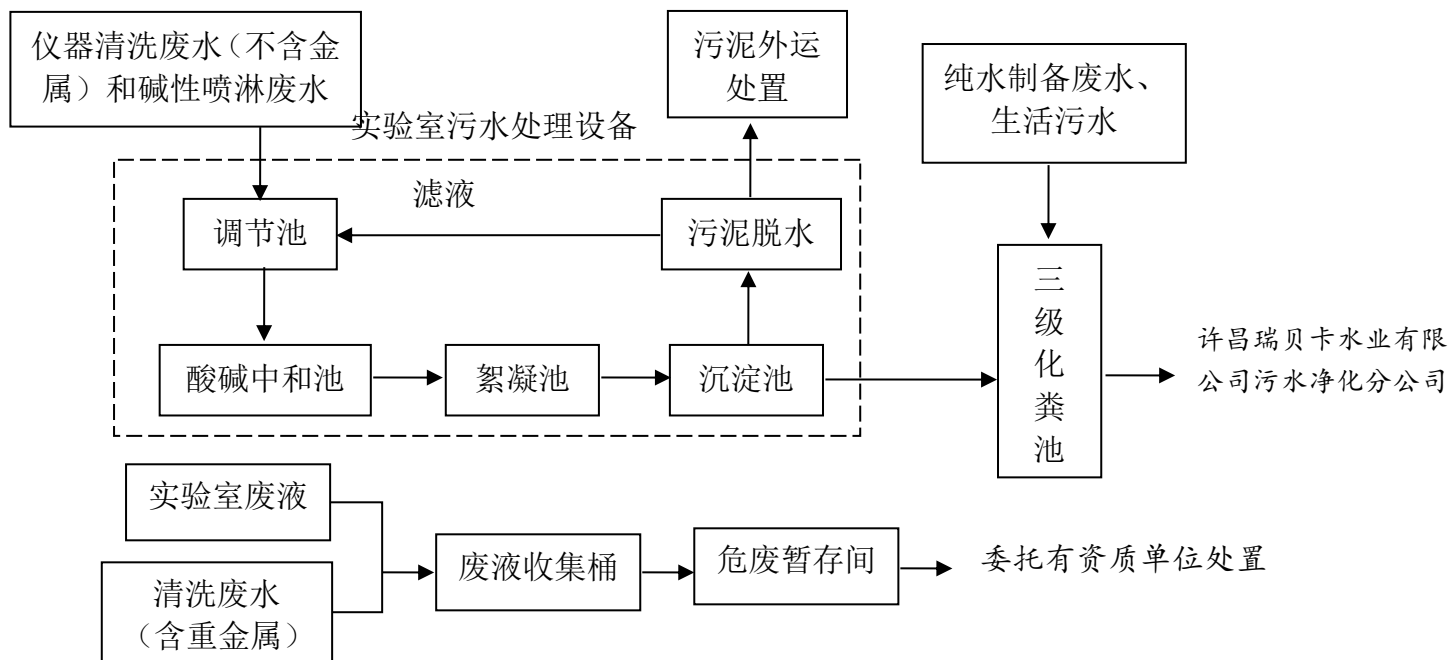 仪器清洗废水（不含金
属）和碱性喷淋废水
污泥外运
处置
纯水制备废水、
生活污水
实验室污水处理设备
滤液
调节池
污泥脱水
三
级
化
粪
池
酸碱中和池
絮凝池
沉淀池
许昌瑞贝卡水业有限
公司污水净化分公司
实验室废液
清洗废水
（含重金属）
废液收集桶
危废暂存间
委托有资质单位处置